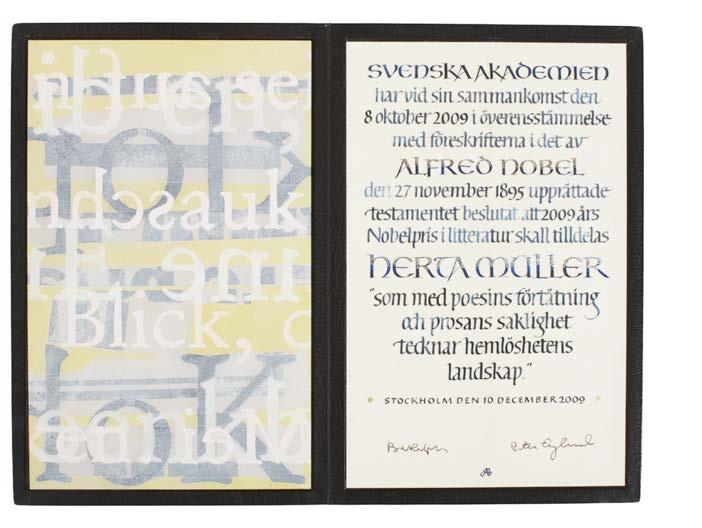 Blick,
SVENSKA AKADEMIEN
har vid sin sammankomst den
8 oktober 2009 i överensstämmelse
med föreskrifterna i det av
ALFRED NOBEL
den 27 november 1895 upprättade
testamentet beslutat att 2009 års
Nobelpris i litteratur skall tilldelas
HERTA MÜLLER
"som med poesins förtätning
och prosans saklighet
tecknar hemlöshetens
landskap."
STOCKHOLM DEN 10 DECEMBER 2009
Peter Englund